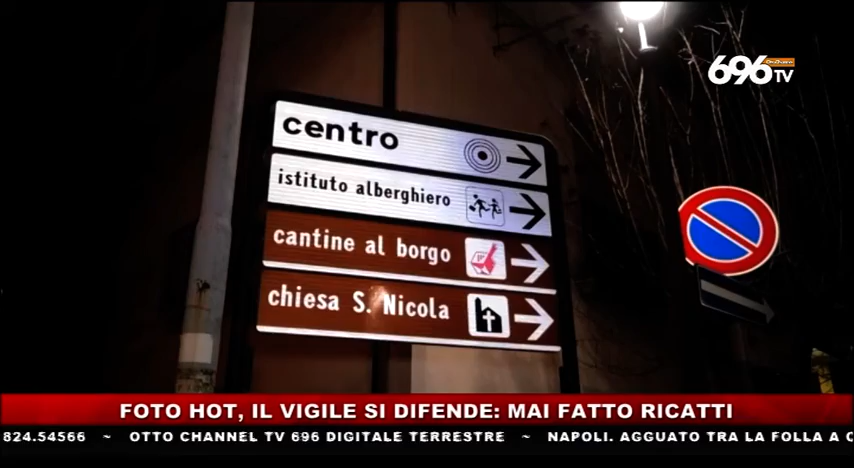 696
OttoChannel
TV
centro
istituto alberghiero
cantine al borgo
chiesa S. Nicola
FOTO HOT, IL VIGILE SI DIFENDE: MAI FATTO RICATTI
824.54566 ~ OTTO CHANNEL TV 696 DIGITALE TERRESTRE ~ NAPOLI. AGGUATO TRA LA FOLLA A